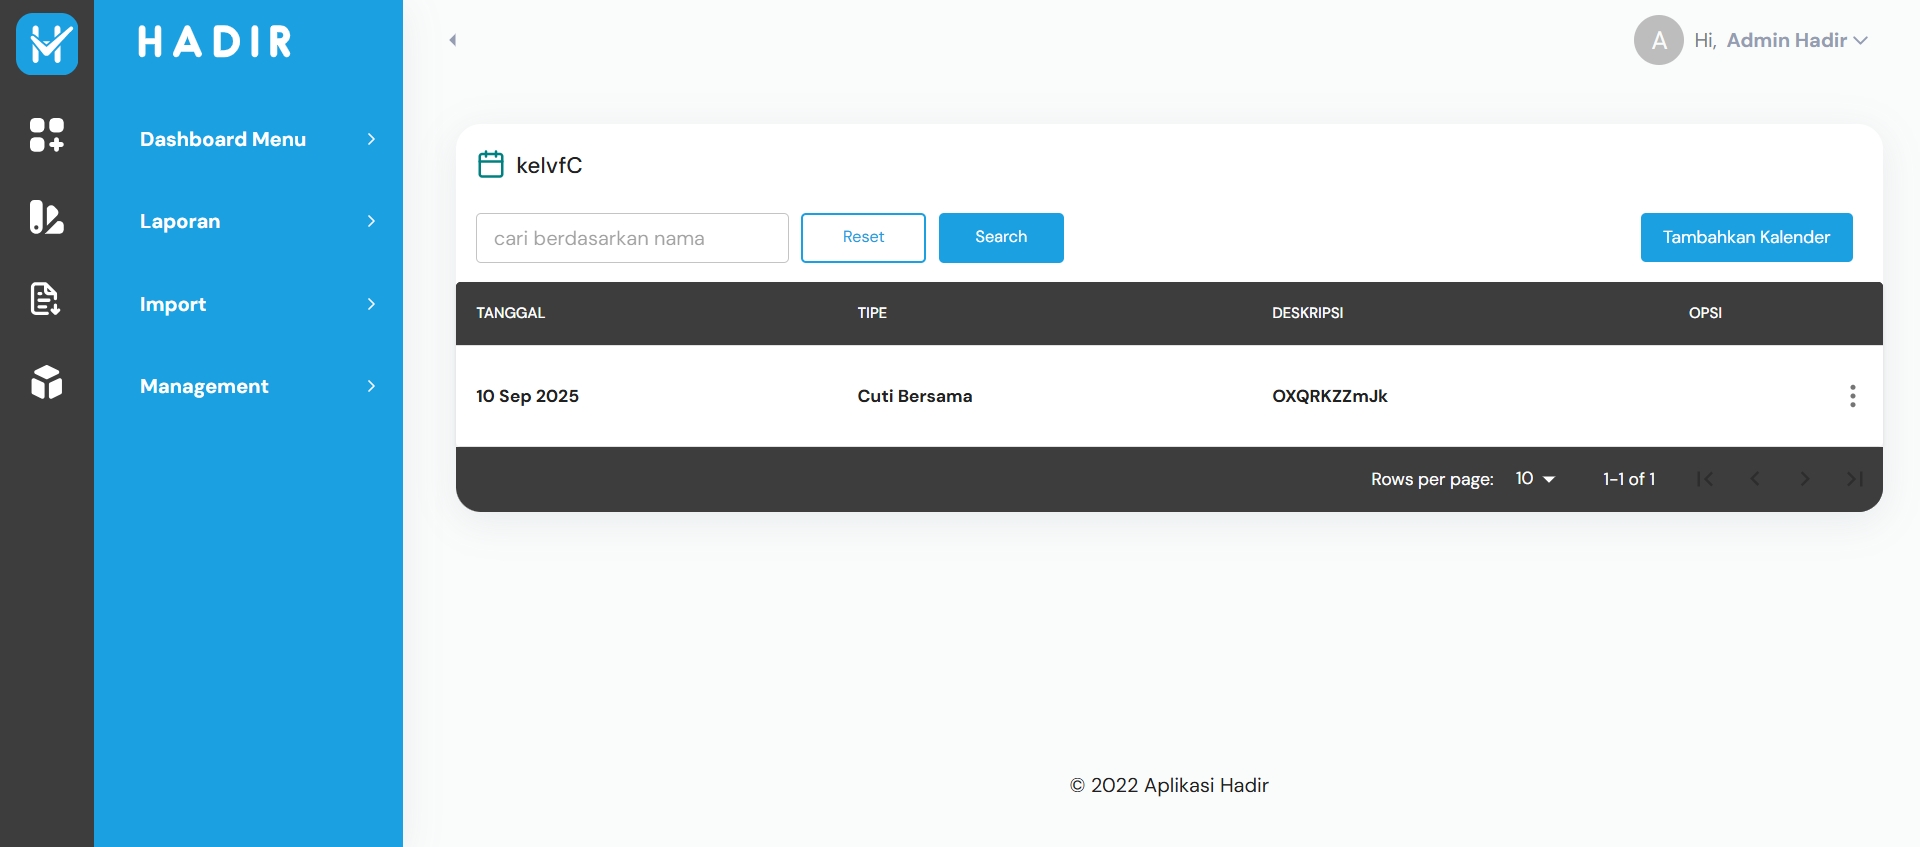 HADIR
Dashboard Menu
Laporan
Import
Management
A Hi, Admin Hadir
kelvfC
cari berdasarkan nama Reset Search Tambahkan Kalender
TANGGAL TIPE DESKRIPSI OPSI
10 Sep 2025 Cuti Bersama OXQRKZZmJk
Rows per page: 10 1-1 of 1
© 2022 Aplikasi Hadir